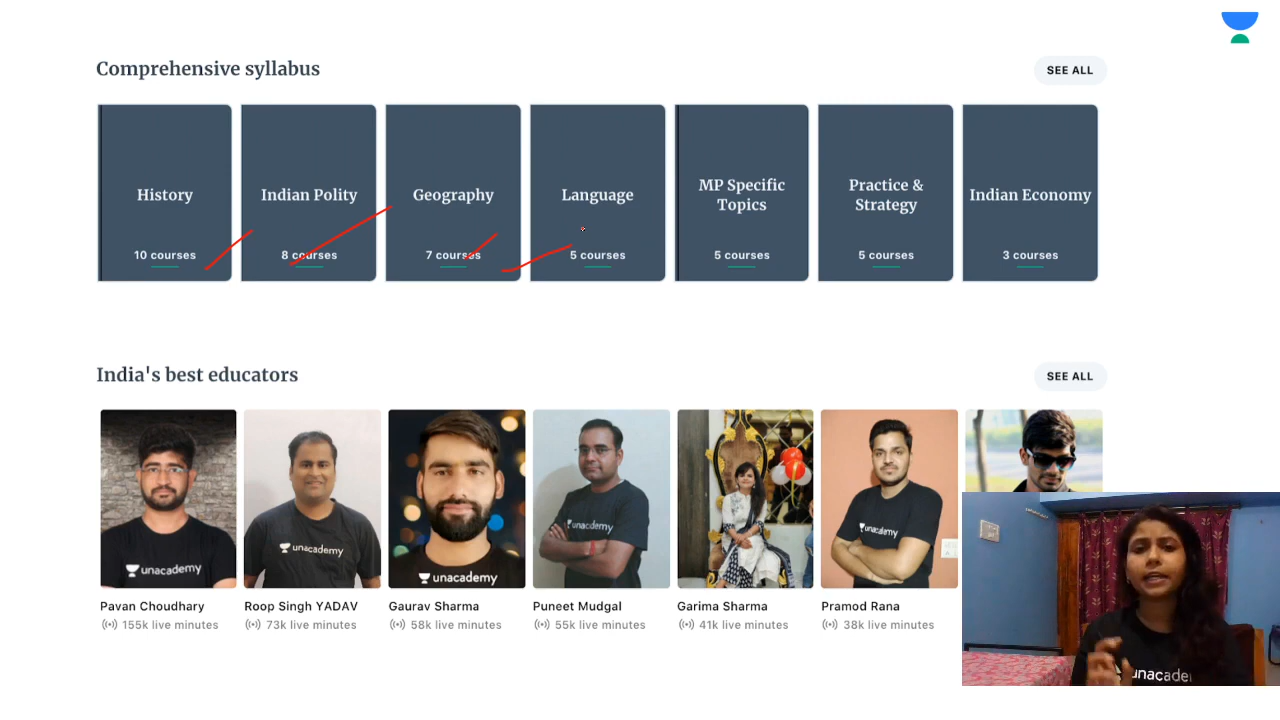 Comprehensive syllabus
SEE ALL
History
Indian Polity
Geography
Language
MP Specific
Topics
Practice &
Strategy
Indian Economy
10 courses
8 courses
7 courses
5 courses
5 courses
5 courses
3 courses
India's best educators
SEE ALL
unacademy
unacademy
unacademy
unacademy
unacademy
Pavan Choudhary
155k live minutes
Roop Singh YADAV
73k live minutes
Gaurav Sharma
58k live minutes
Puneet Mudgal
55k live minutes
Garima Sharma
41k live minutes
Pramod Rana
38k live minutes
unacade